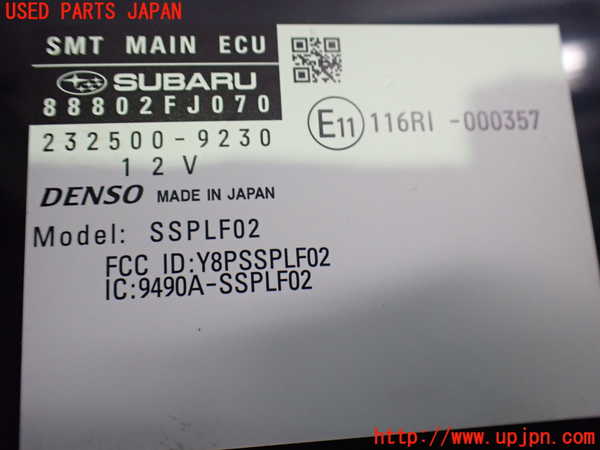 USED PARTS JAPAN
SMT MAIN ECU
SUBARU
88802FJ070
232500-9230
12V
DENSO MADE IN JAPAN
Model: SSPLF02
FCC ID:Y8PSSPLF02
IC:9490A-SSPLF02
E11 116RI-000357
http://www.upjpn.com/